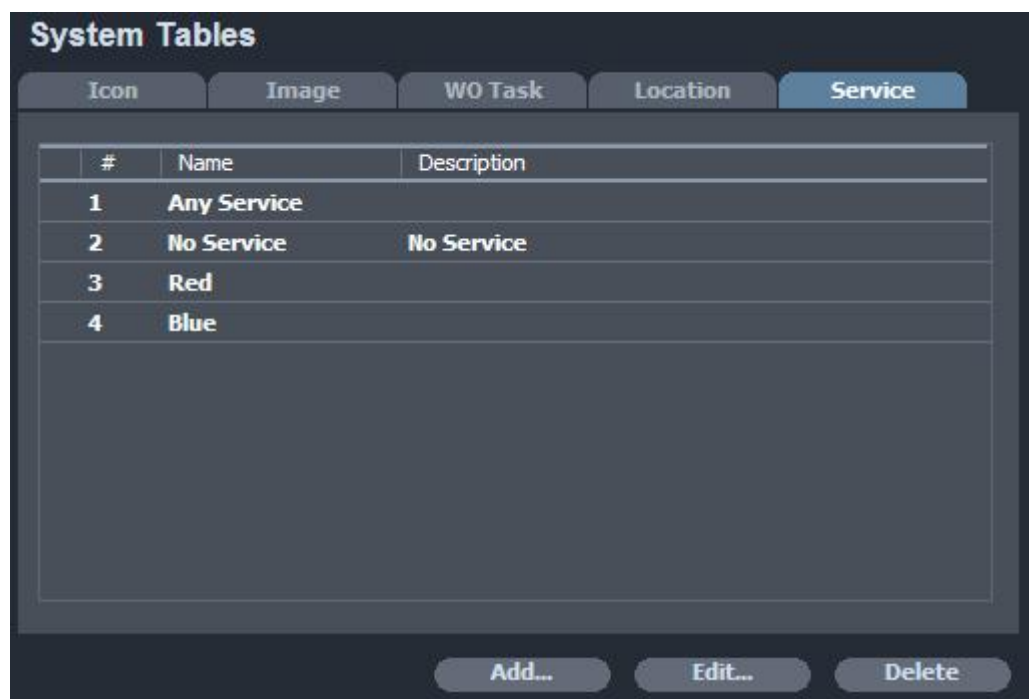 System Tables
Icon Image WO Task Location Service
# Name Description
1 Any Service
2 No Service No Service
3 Red
4 Blue
Add... Edit... Delete